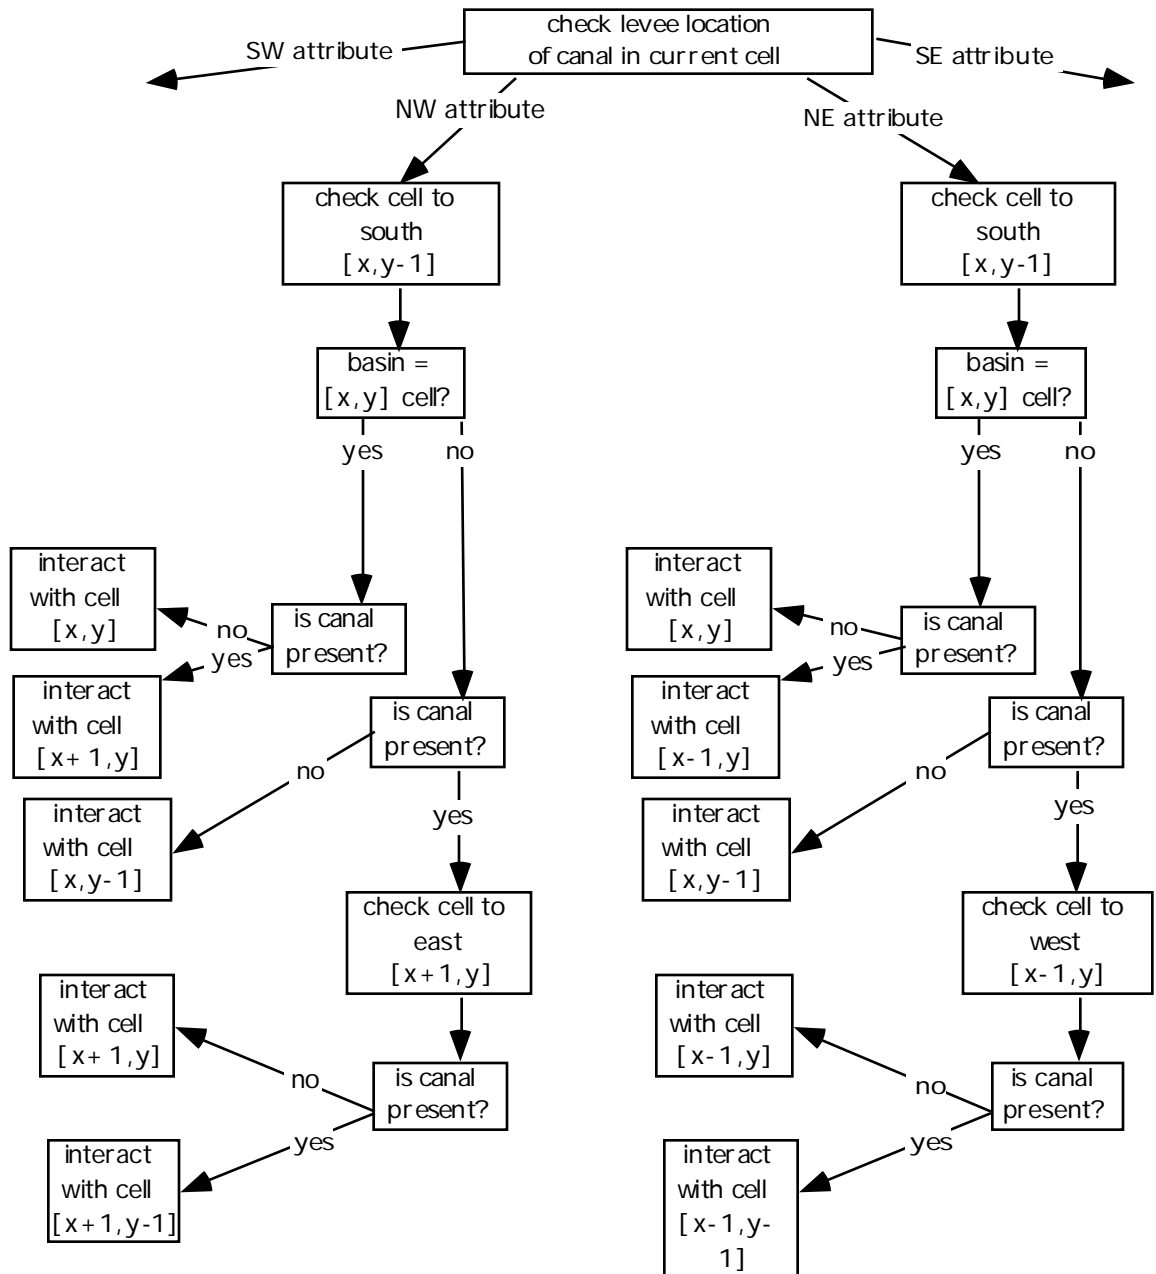 check levee location
of canal in current cell
SW attribute
SE attribute
NW attribute
NE attribute
check cell to
south
[x,y-1]
check cell to
south
[x,y-1]
basin =
[x,y] cell?
basin =
[x,y] cell?
yes
no
yes
no
interact
with cell
[x,y]
is canal
present?
no
yes
interact
with cell
[x+1,y]
interact
with cell
[x,y]
is canal
present?
no
yes
interact
with cell
[x-1,y]
is canal
present?
no
yes
interact
with cell
[x,y-1]
is canal
present?
no
yes
interact
with cell
[x,y-1]
check cell to
east
[x+1,y]
check cell to
west
[x-1,y]
interact
with cell
[x+1,y]
is canal
present?
no
yes
interact
with cell
[x+1,y-1]
interact
with cell
[x-1,y]
is canal
present?
no
yes
interact
with cell
[x-1,y-
1]